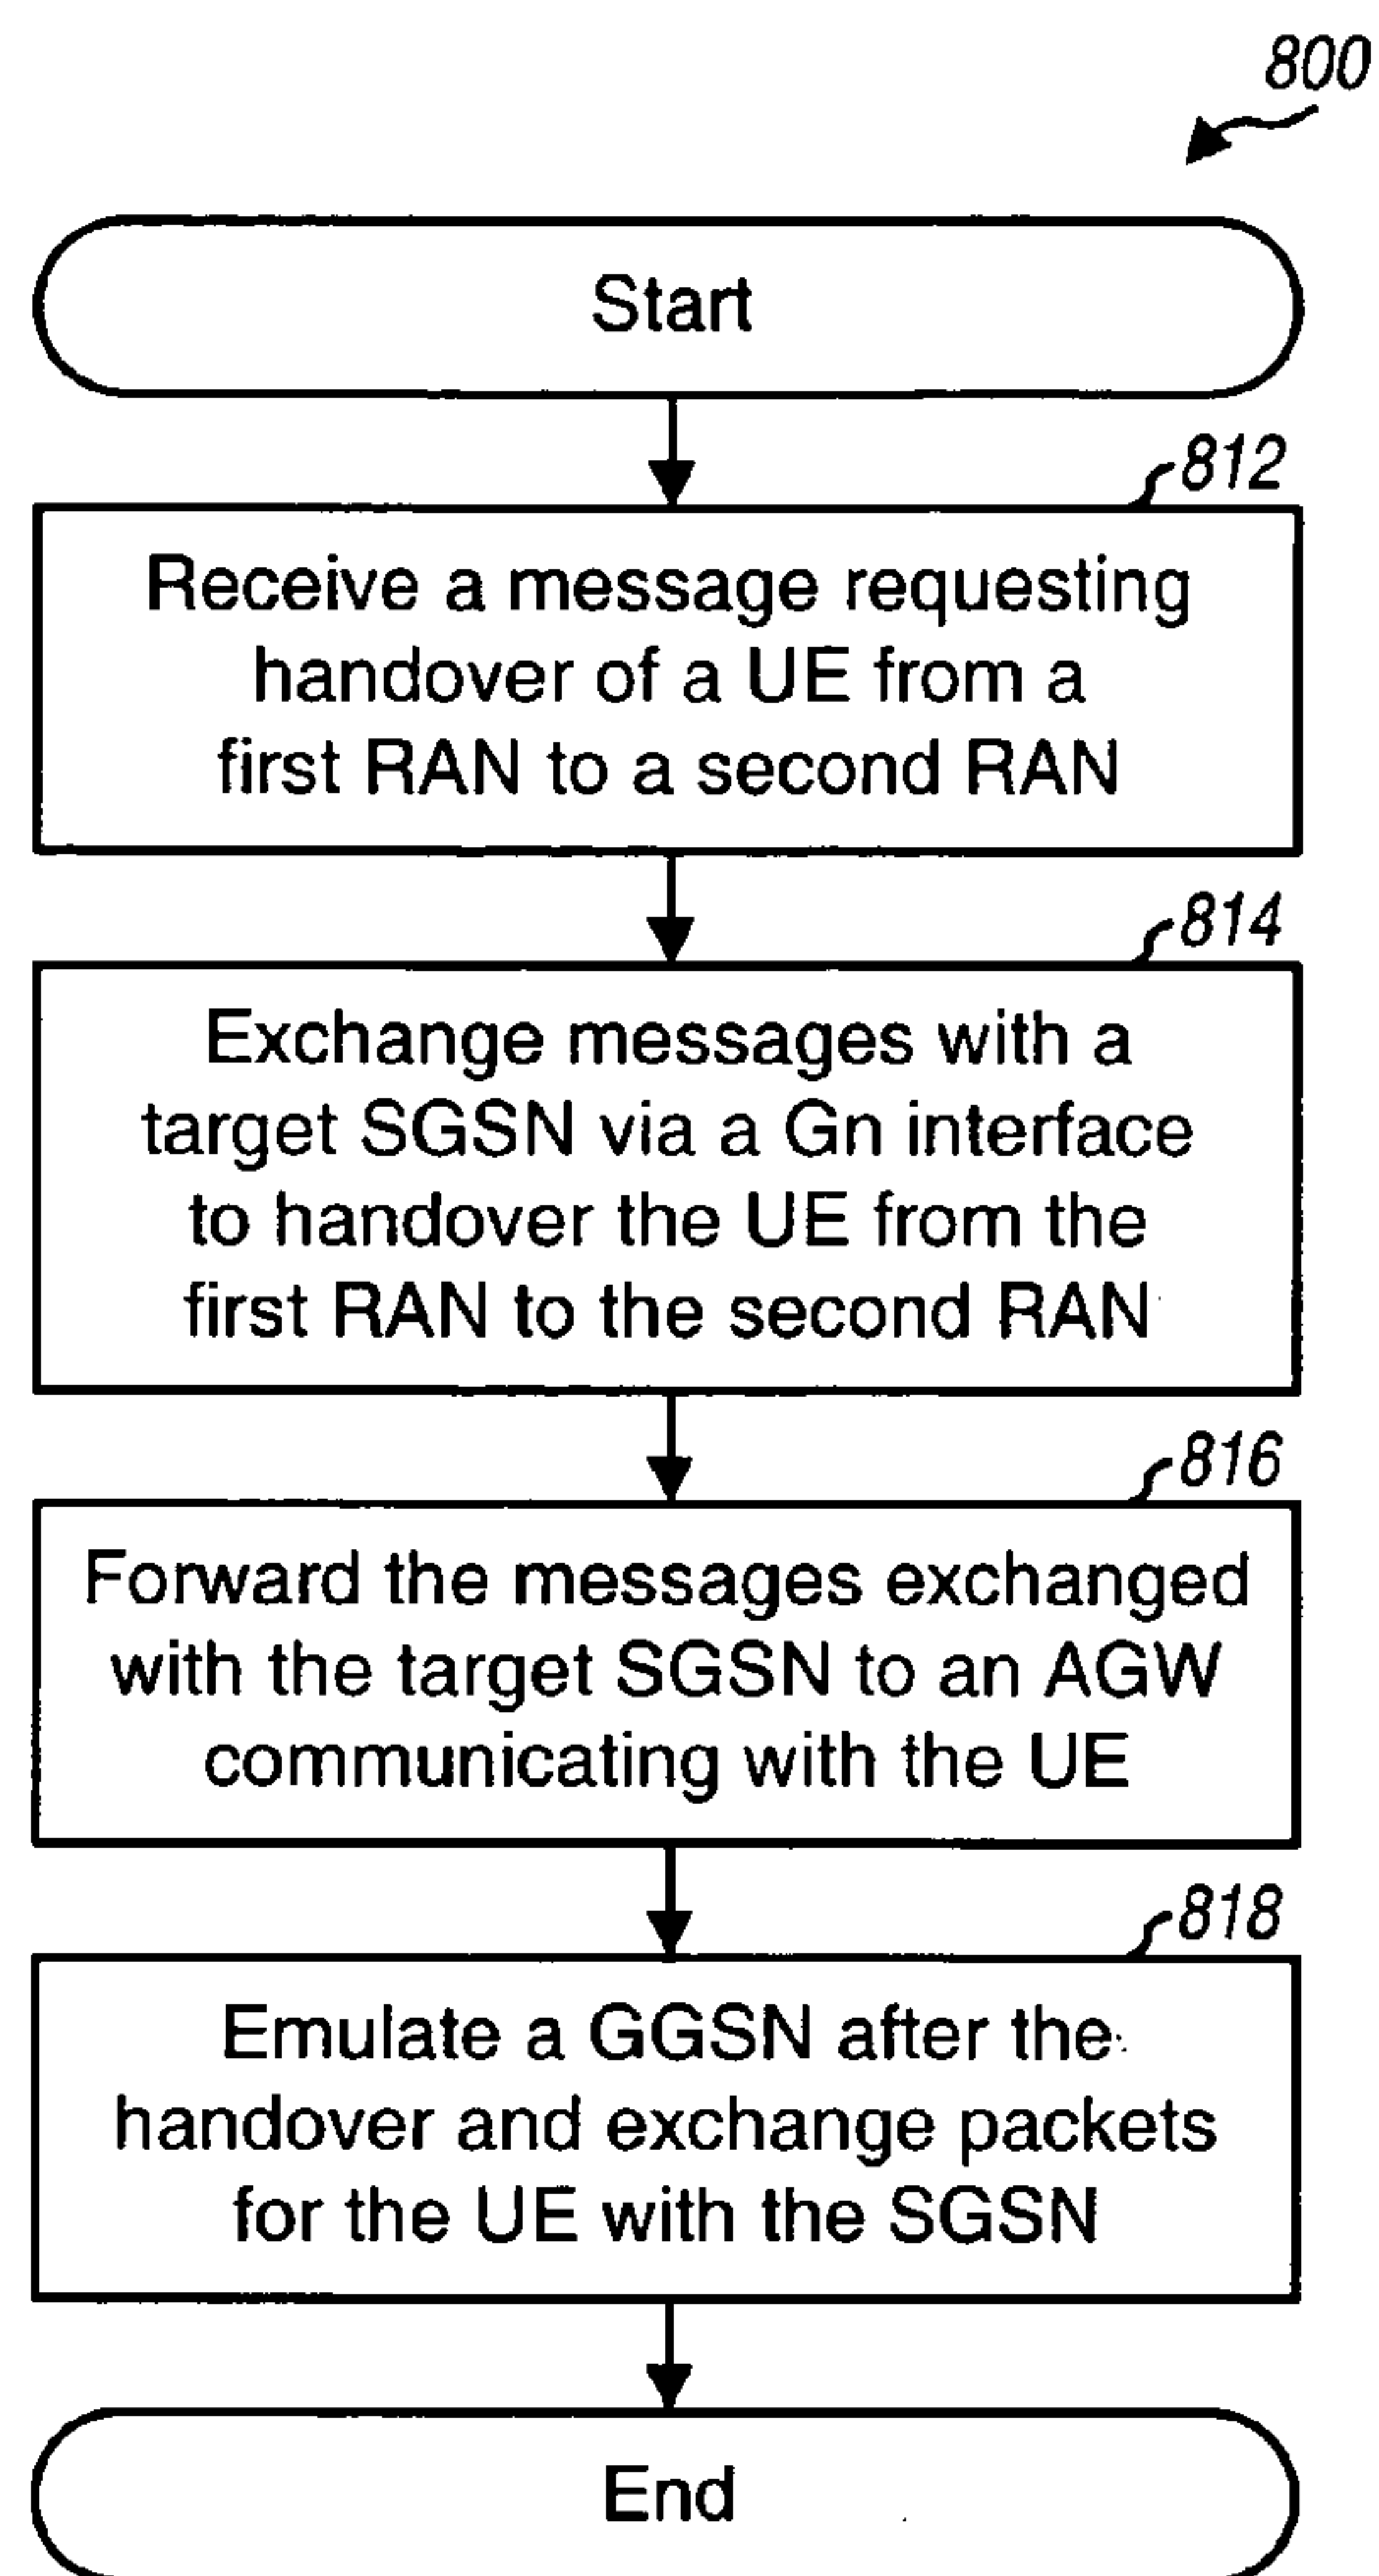 800
Start
812
Receive a message requesting
handover of a UE from a
first RAN to a second RAN
814
Exchange messages with a
target SGSN via a Gn interface
to handover the UE from the
first RAN to the second RAN
816
Forward the messages exchanged
with the target SGSN to an AGW
communicating with the UE
818
Emulate a GGSN after the
handover and exchange packets
for the UE with the SGSN
End